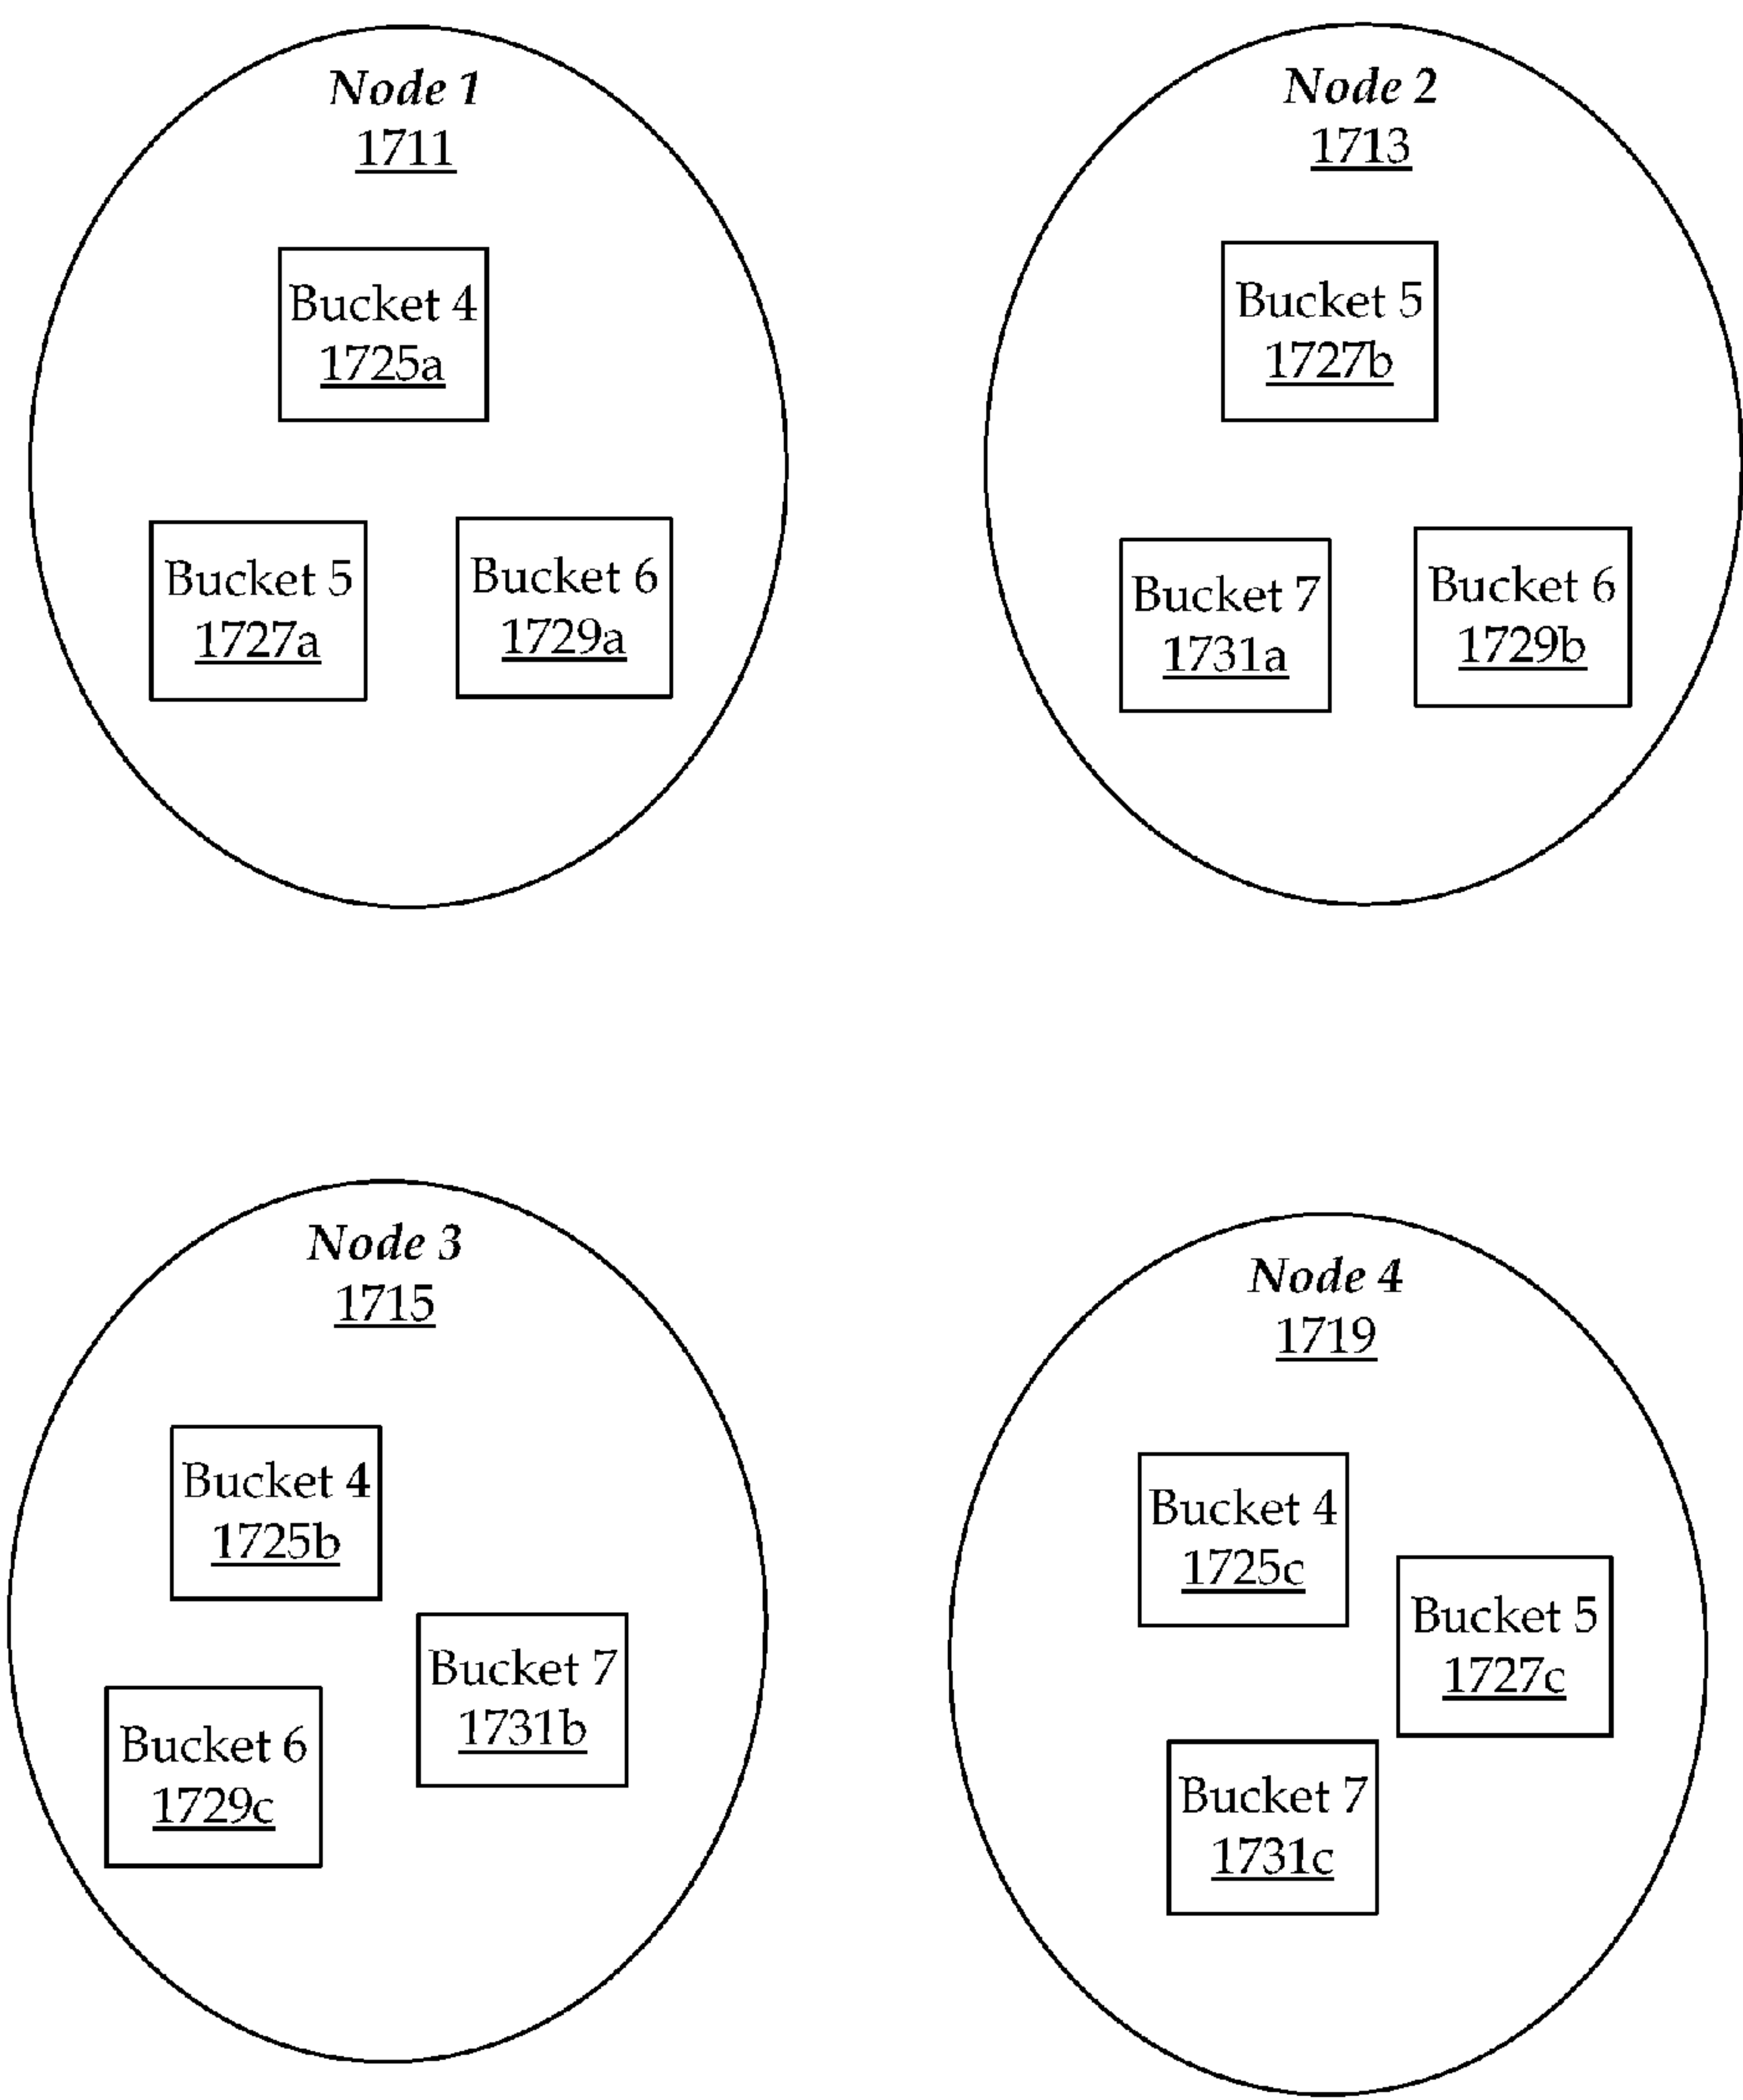 Node 1
1711
Bucket 4
1725a
Bucket 5
1727a
Bucket 6
1729a
Node 2
1713
Bucket 5
1727b
Bucket 7
1731a
Bucket 6
1729b
Node 3
1715
Bucket 4
1725b
Bucket 7
1731b
Bucket 6
1729c
Node 4
1719
Bucket 4
1725c
Bucket 5
1727c
Bucket 7
1731c